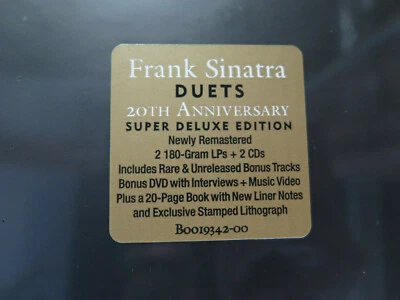 Frank Sinatra
DUETS
20TH ANNIVERSARY
SUPER DELUXE EDITION
Newly Remastered
2 180-Gram LPs + 2 CDs
Includes Rare & Unreleased Bonus Tracks
Bonus DVD with Interviews + Music Video
Plus a 20-Page Book with New Liner Notes
and Exclusive Stamped Lithograph
B0019342-00